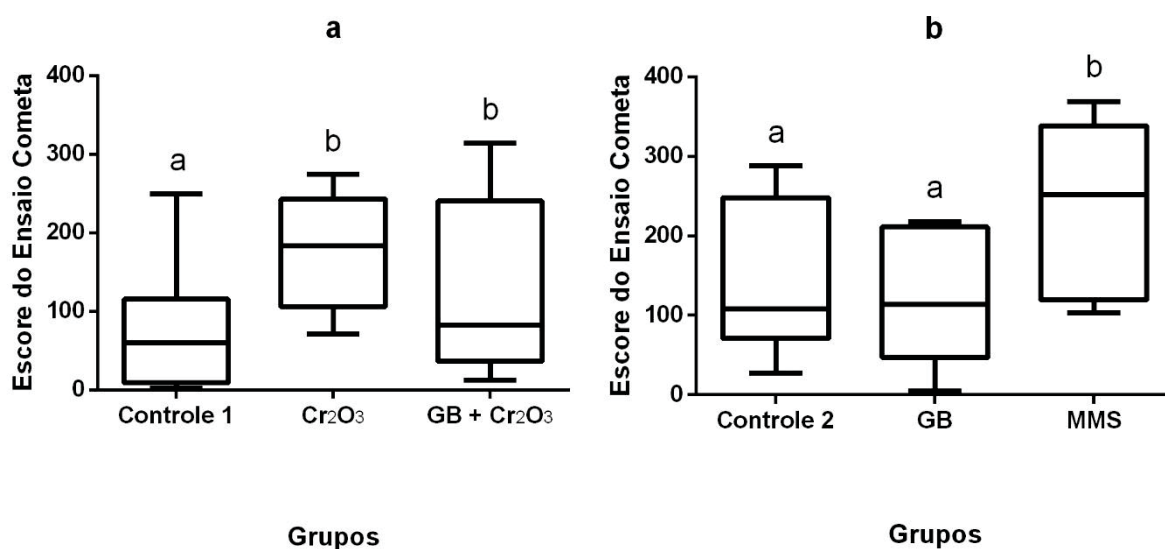 a
Escore do Ensaio Cometa
400
300
200
100
0
a
b
b
Controle 1
Cr2O3
GB + Cr2O3
Grupos
b
Escore do Ensaio Cometa
400
300
200
100
0
a
a
b
Controle 2
GB
MMS
Grupos